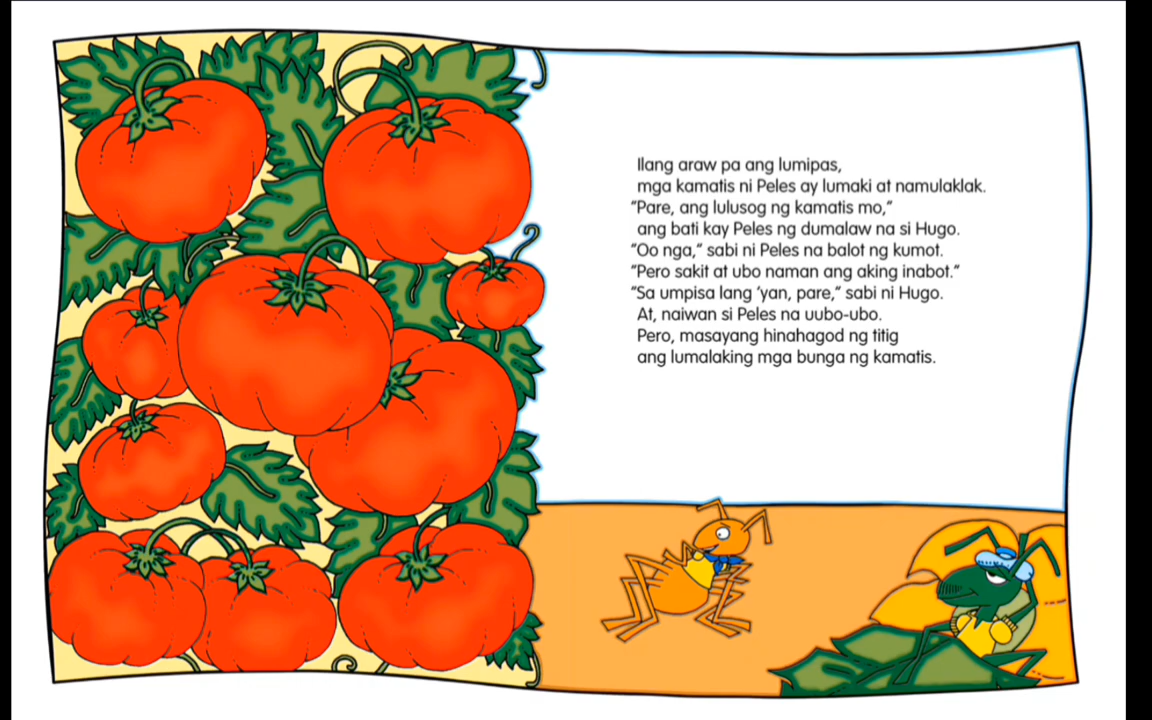 Ilang araw pa ang lumipas,
mga kamatis ni Peles ay lumaki at namulaklak.
“Pare, ang lulusog ng kamatis mo,”
ang bati kay Peles ng dumalaw na si Hugo.
“Oo nga,” sabi ni Peles na balot ng kumot.
“Pero sakit at ubo naman ang aking inabot.”
“Sa umpisa lang ‘yan, pare,” sabi ni Hugo.
At, naiwan si Peles na uubo-ubo.
Pero, masayang hinahagod ng titig
ang lumalaking mga bunga ng kamatis.